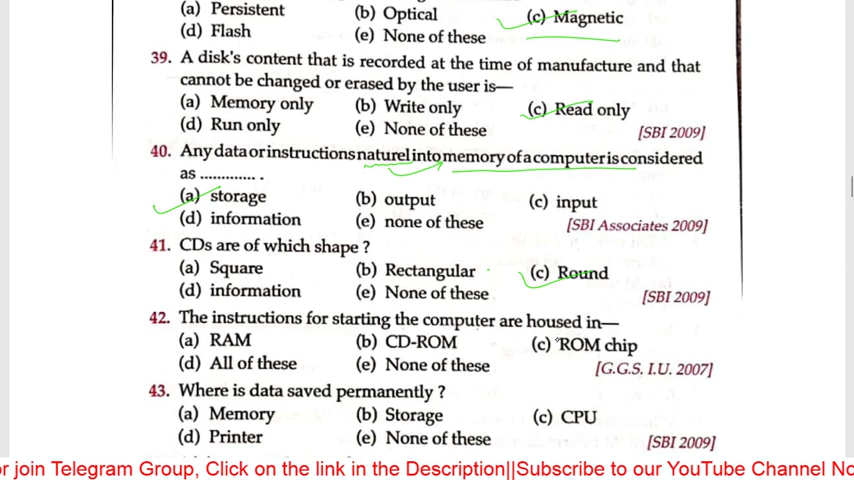 (a) Persistent (b) Optical (c) Magnetic
(d) Flash (e) None of these
39. A disk's content that is recorded at the time of manufacture and that
cannot be changed or erased by the user is—
(a) Memory only (b) Write only (c) Read only
(d) Run only (e) None of these [SBI 2009]
40. Any data or instructions naturel into memory of a computer is considered
as ............. .
(a) storage (b) output (c) input
(d) information (e) none of these [SBI Associates 2009]
41. CDs are of which shape ?
(a) Square (b) Rectangular (c) Round
(d) information (e) None of these [SBI 2009]
42. The instructions for starting the computer are housed in—
(a) RAM (b) CD-ROM (c) ROM chip
(d) All of these (e) None of these [G.G.S. I.U. 2007]
43. Where is data saved permanently ?
(a) Memory (b) Storage (c) CPU
(d) Printer (e) None of these [SBI 2009]
or join Telegram Group, Click on the link in the Description||Subscribe to our YouTube Channel No